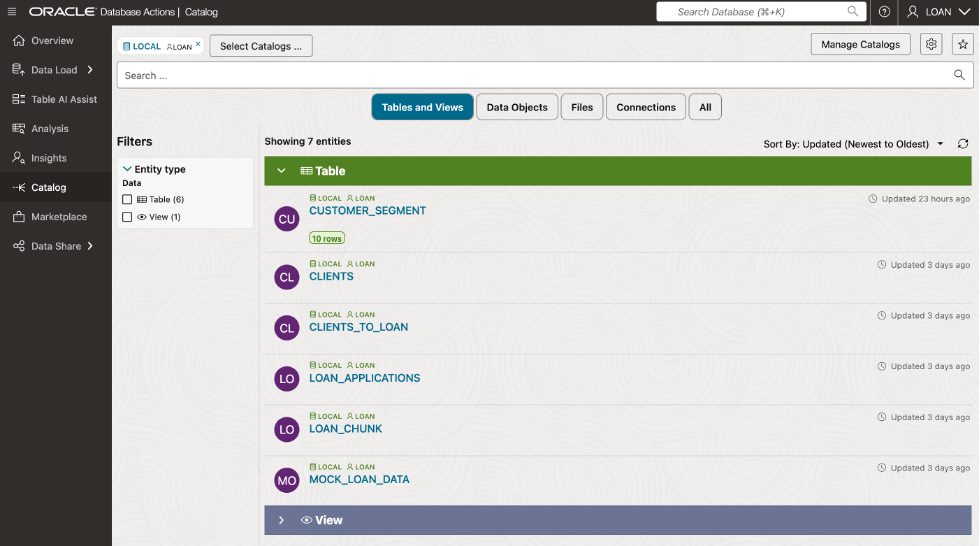 ORACLE Database Actions | Catalog
Search Database (⌘+K)
LOAN
Overview
Data Load
Table AI Assist
Analysis
Insights
Catalog
Marketplace
Data Share
LOCAL LOAN ×
Select Catalogs ...
Manage Catalogs
Search ...
Tables and Views
Data Objects
Files
Connections
All
Filters
Entity type
Data
Table (6)
View (1)
Showing 7 entities
Sort By: Updated (Newest to Oldest)
Table
CU
LOCAL LOAN
CUSTOMER_SEGMENT
10 rows
Updated 23 hours ago
CL
LOCAL LOAN
CLIENTS
Updated 3 days ago
CL
LOCAL LOAN
CLIENTS_TO_LOAN
Updated 3 days ago
LO
LOCAL LOAN
LOAN_APPLICATIONS
Updated 3 days ago
LO
LOCAL LOAN
LOAN_CHUNK
Updated 3 days ago
MO
LOCAL LOAN
MOCK_LOAN_DATA
Updated 3 days ago
View